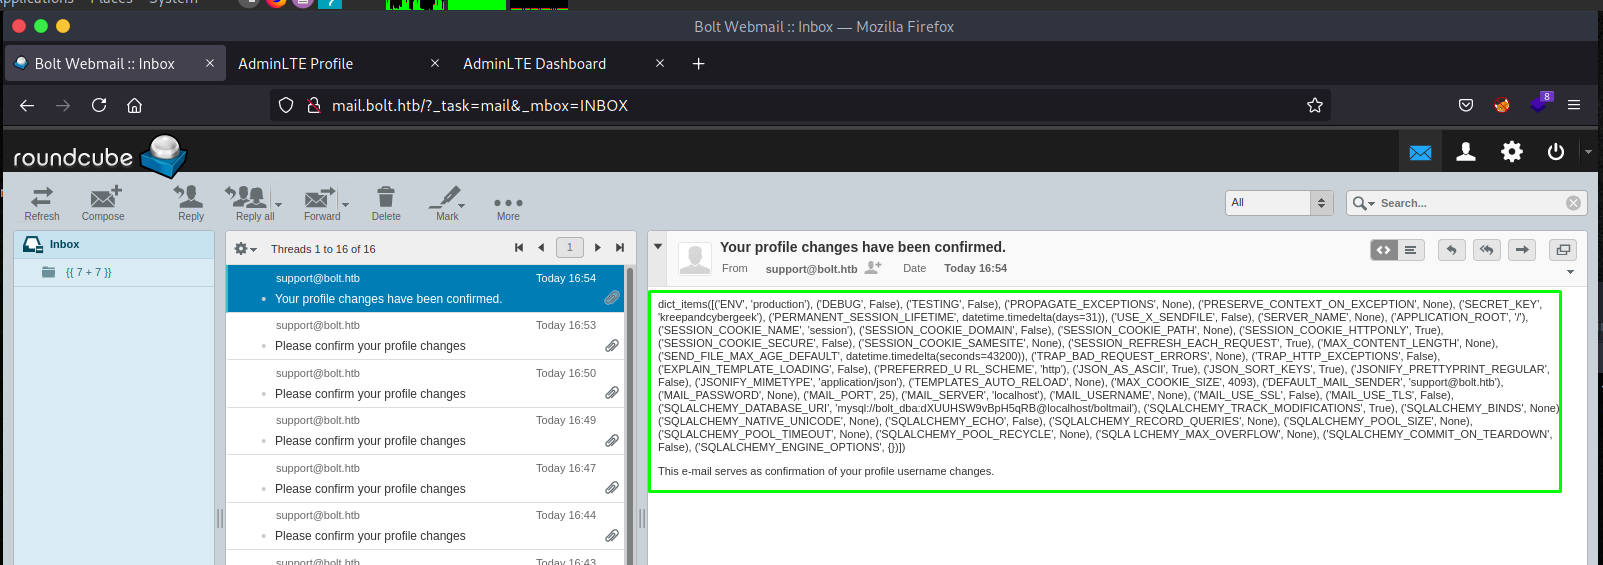 Applications Places System
Bolt Webmail :: Inbox — Mozilla Firefox
Bolt Webmail :: Inbox
AdminLTE Profile
AdminLTE Dashboard
mail.bolt.htb/?_task=mail&_mbox=INBOX
8
roundcube
Refresh
Compose
Reply
Reply all
Forward
Delete
Mark
More
All
Search...
Inbox
{{ 7 + 7 }}
Threads 1 to 16 of 16
1
support@bolt.htb Today 16:54
Your profile changes have been confirmed.
support@bolt.htb Today 16:53
Please confirm your profile changes
support@bolt.htb Today 16:50
Please confirm your profile changes
support@bolt.htb Today 16:49
Please confirm your profile changes
support@bolt.htb Today 16:47
Please confirm your profile changes
support@bolt.htb Today 16:44
Please confirm your profile changes
support@bolt.htb Today 16:43
Your profile changes have been confirmed.
From support@bolt.htb Date Today 16:54
dict_items([('ENV', 'production'), ('DEBUG', False), ('TESTING', False), ('PROPAGATE_EXCEPTIONS', None), ('PRESERVE_CONTEXT_ON_EXCEPTION', None), ('SECRET_KEY',
'kreepandcybergeek'), ('PERMANENT_SESSION_LIFETIME', datetime.timedelta(days=31)), ('USE_X_SENDFILE', False), ('SERVER_NAME', None), ('APPLICATION_ROOT', '/'),
('SESSION_COOKIE_NAME', 'session'), ('SESSION_COOKIE_DOMAIN', False), ('SESSION_COOKIE_PATH', None), ('SESSION_COOKIE_HTTPONLY', True),
('SESSION_COOKIE_SECURE', False), ('SESSION_COOKIE_SAMESITE', None), ('SESSION_REFRESH_EACH_REQUEST', True), ('MAX_CONTENT_LENGTH', None),
('SEND_FILE_MAX_AGE_DEFAULT', datetime.timedelta(seconds=43200)), ('TRAP_BAD_REQUEST_ERRORS', None), ('TRAP_HTTP_EXCEPTIONS', False),
('EXPLAIN_TEMPLATE_LOADING', False), ('PREFERRED_U RL_SCHEME', 'http'), ('JSON_AS_ASCII', True), ('JSON_SORT_KEYS', True), ('JSONIFY_PRETTYPRINT_REGULAR',
False), ('JSONIFY_MIMETYPE', 'application/json'), ('TEMPLATES_AUTO_RELOAD', None), ('MAX_COOKIE_SIZE', 4093), ('DEFAULT_MAIL_SENDER', 'support@bolt.htb'),
('MAIL_PASSWORD', None), ('MAIL_PORT', 25), ('MAIL_SERVER', 'localhost'), ('MAIL_USERNAME', None), ('MAIL_USE_SSL', False), ('MAIL_USE_TLS', False),
('SQLALCHEMY_DATABASE_URI', 'mysql://bolt_dba:dXUUHSW9vBpH5qRB@localhost/boltmail'), ('SQLALCHEMY_TRACK_MODIFICATIONS', True), ('SQLALCHEMY_BINDS', None)
('SQLALCHEMY_NATIVE_UNICODE', None), ('SQLALCHEMY_ECHO', False), ('SQLALCHEMY_RECORD_QUERIES', None), ('SQLALCHEMY_POOL_SIZE', None),
('SQLALCHEMY_POOL_TIMEOUT', None), ('SQLALCHEMY_POOL_RECYCLE', None), ('SQLA LCHEMY_MAX_OVERFLOW', None), ('SQLALCHEMY_COMMIT_ON_TEARDOWN',
False), ('SQLALCHEMY_ENGINE_OPTIONS', {})])
This e-mail serves as confirmation of your profile username changes.